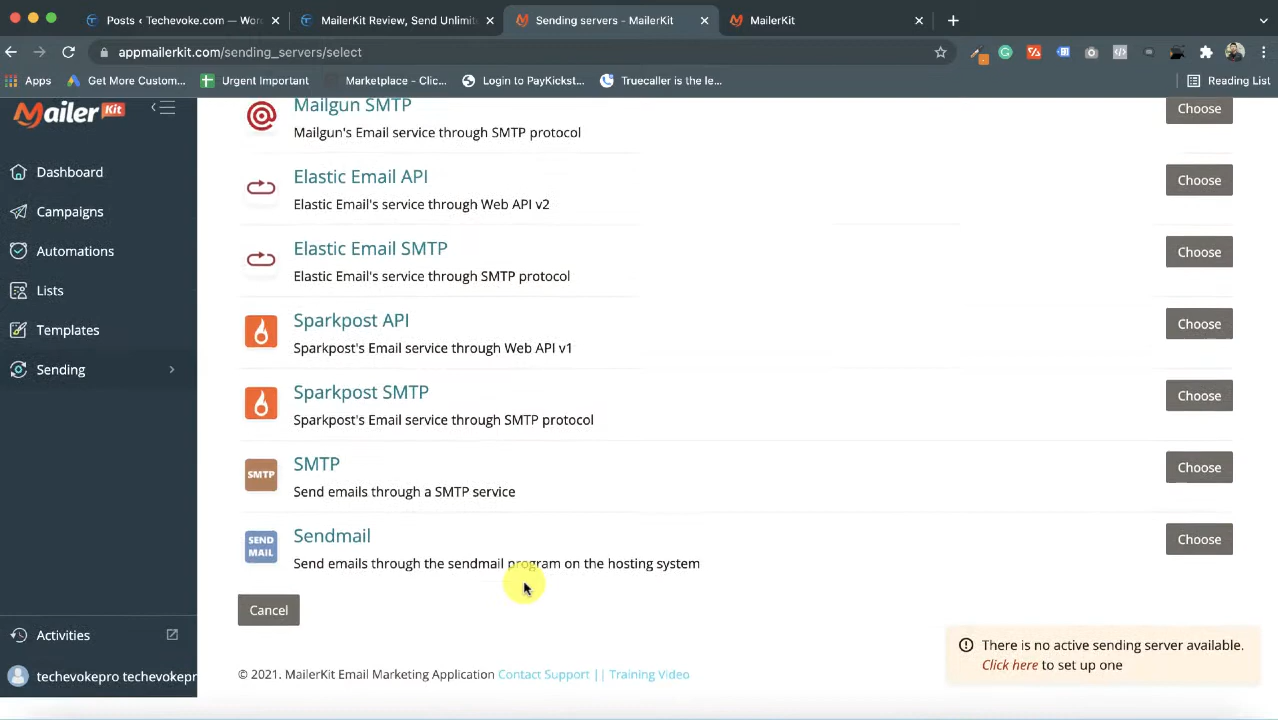 Posts ‹ Techevoke.com — Wor
MailerKit Review, Send Unlimite
Sending servers - MailerKit
MailerKit
appmailerkit.com/sending_servers/select
Apps
Get More Custom...
Urgent Important
Marketplace - Clic...
Login to PayKickst...
Truecaller is the le...
Reading List
Mailer Kit
Dashboard
Campaigns
Automations
Lists
Templates
Sending
Activities
techevokepro techevokepr
Mailgun SMTP
Mailgun's Email service through SMTP protocol
Choose
Elastic Email API
Elastic Email's service through Web API v2
Choose
Elastic Email SMTP
Elastic Email's service through SMTP protocol
Choose
Sparkpost API
Sparkpost's Email service through Web API v1
Choose
Sparkpost SMTP
Sparkpost's Email service through SMTP protocol
Choose
SMTP
SMTP
Send emails through a SMTP service
Choose
SEND
MAIL
Sendmail
Send emails through the sendmail program on the hosting system
Choose
Cancel
There is no active sending server available.
Click here to set up one
© 2021. MailerKit Email Marketing Application Contact Support || Training Video